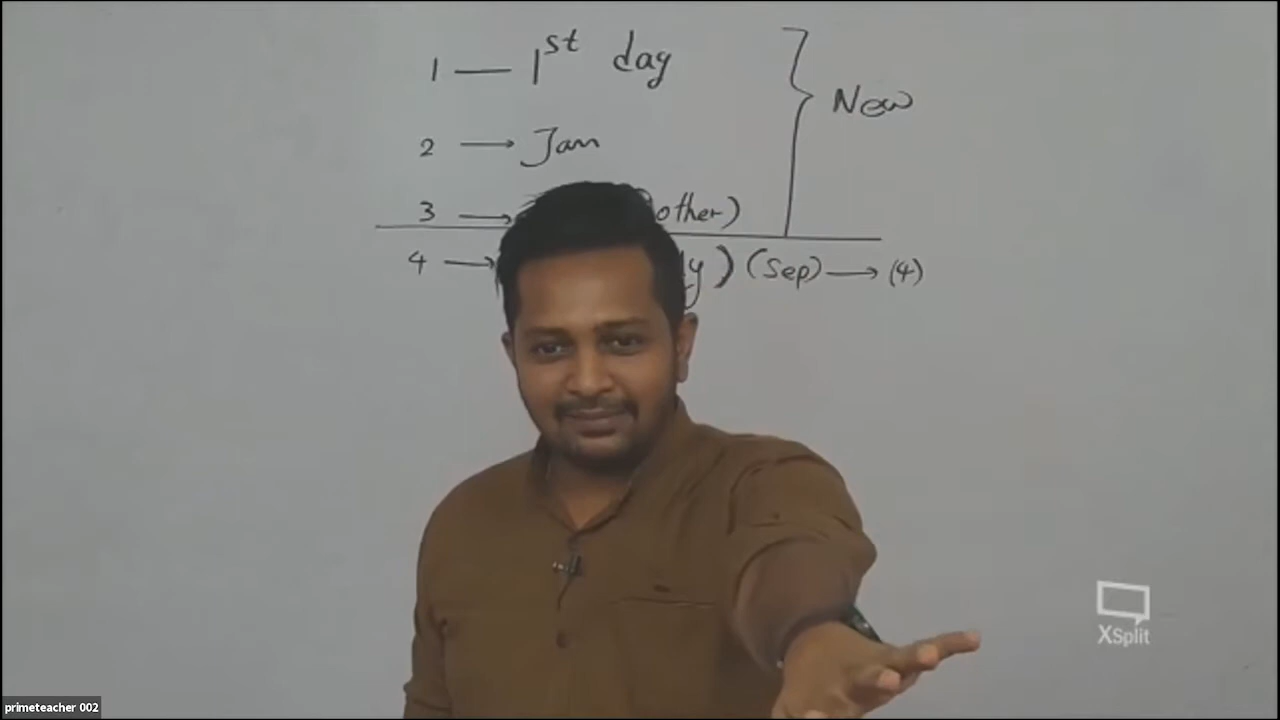 1 — 1st day
New
2 → Jan
3 → other)
4 → y) (Sep) → (4)
XSplit
primeteacher 002